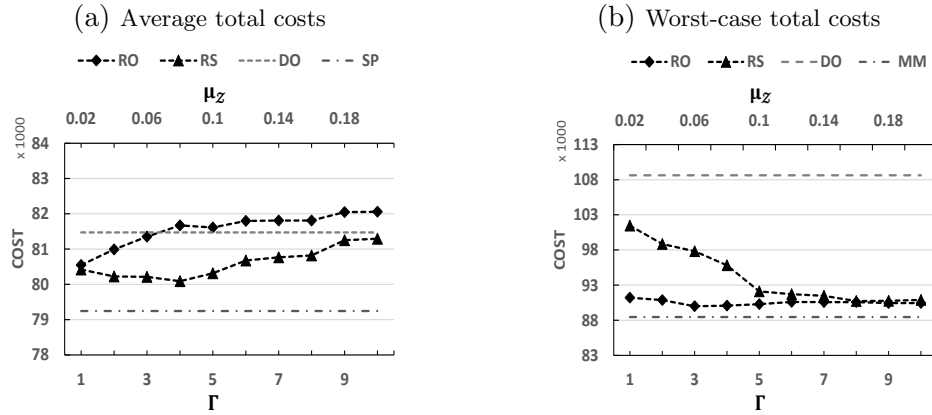 (a) Average total costs
RO RS DO SP
μz
0.02 0.06 0.1 0.14 0.18
x 1000
84
83
82
81
80
79
78
COST
1 3 5 7 9
Γ
(b) Worst-case total costs
RO RS DO MM
μz
0.02 0.06 0.1 0.14 0.18
x 1000
113
108
103
98
93
88
83
COST
1 3 5 7 9
Γ